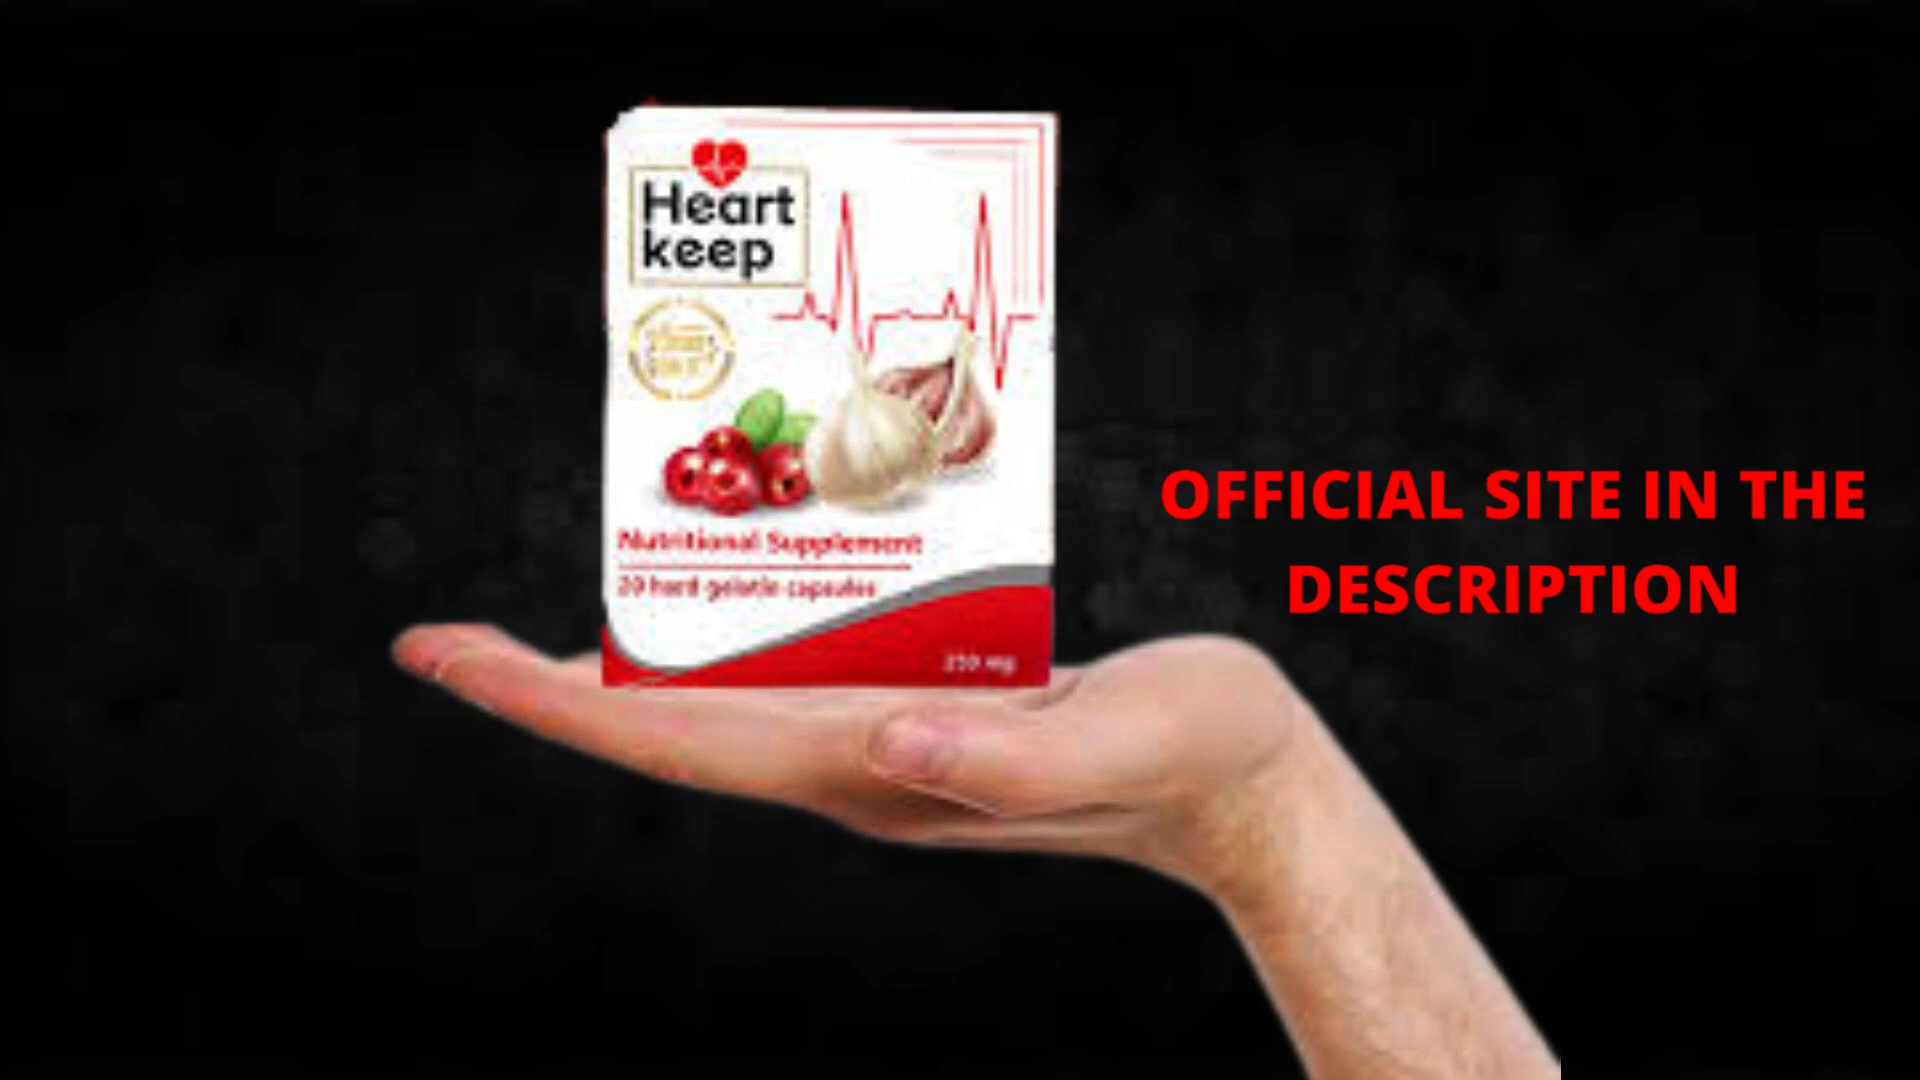 Heart
keep
Nutritional Supplement
20 hard gelatin capsules
OFFICIAL SITE IN THE
DESCRIPTION